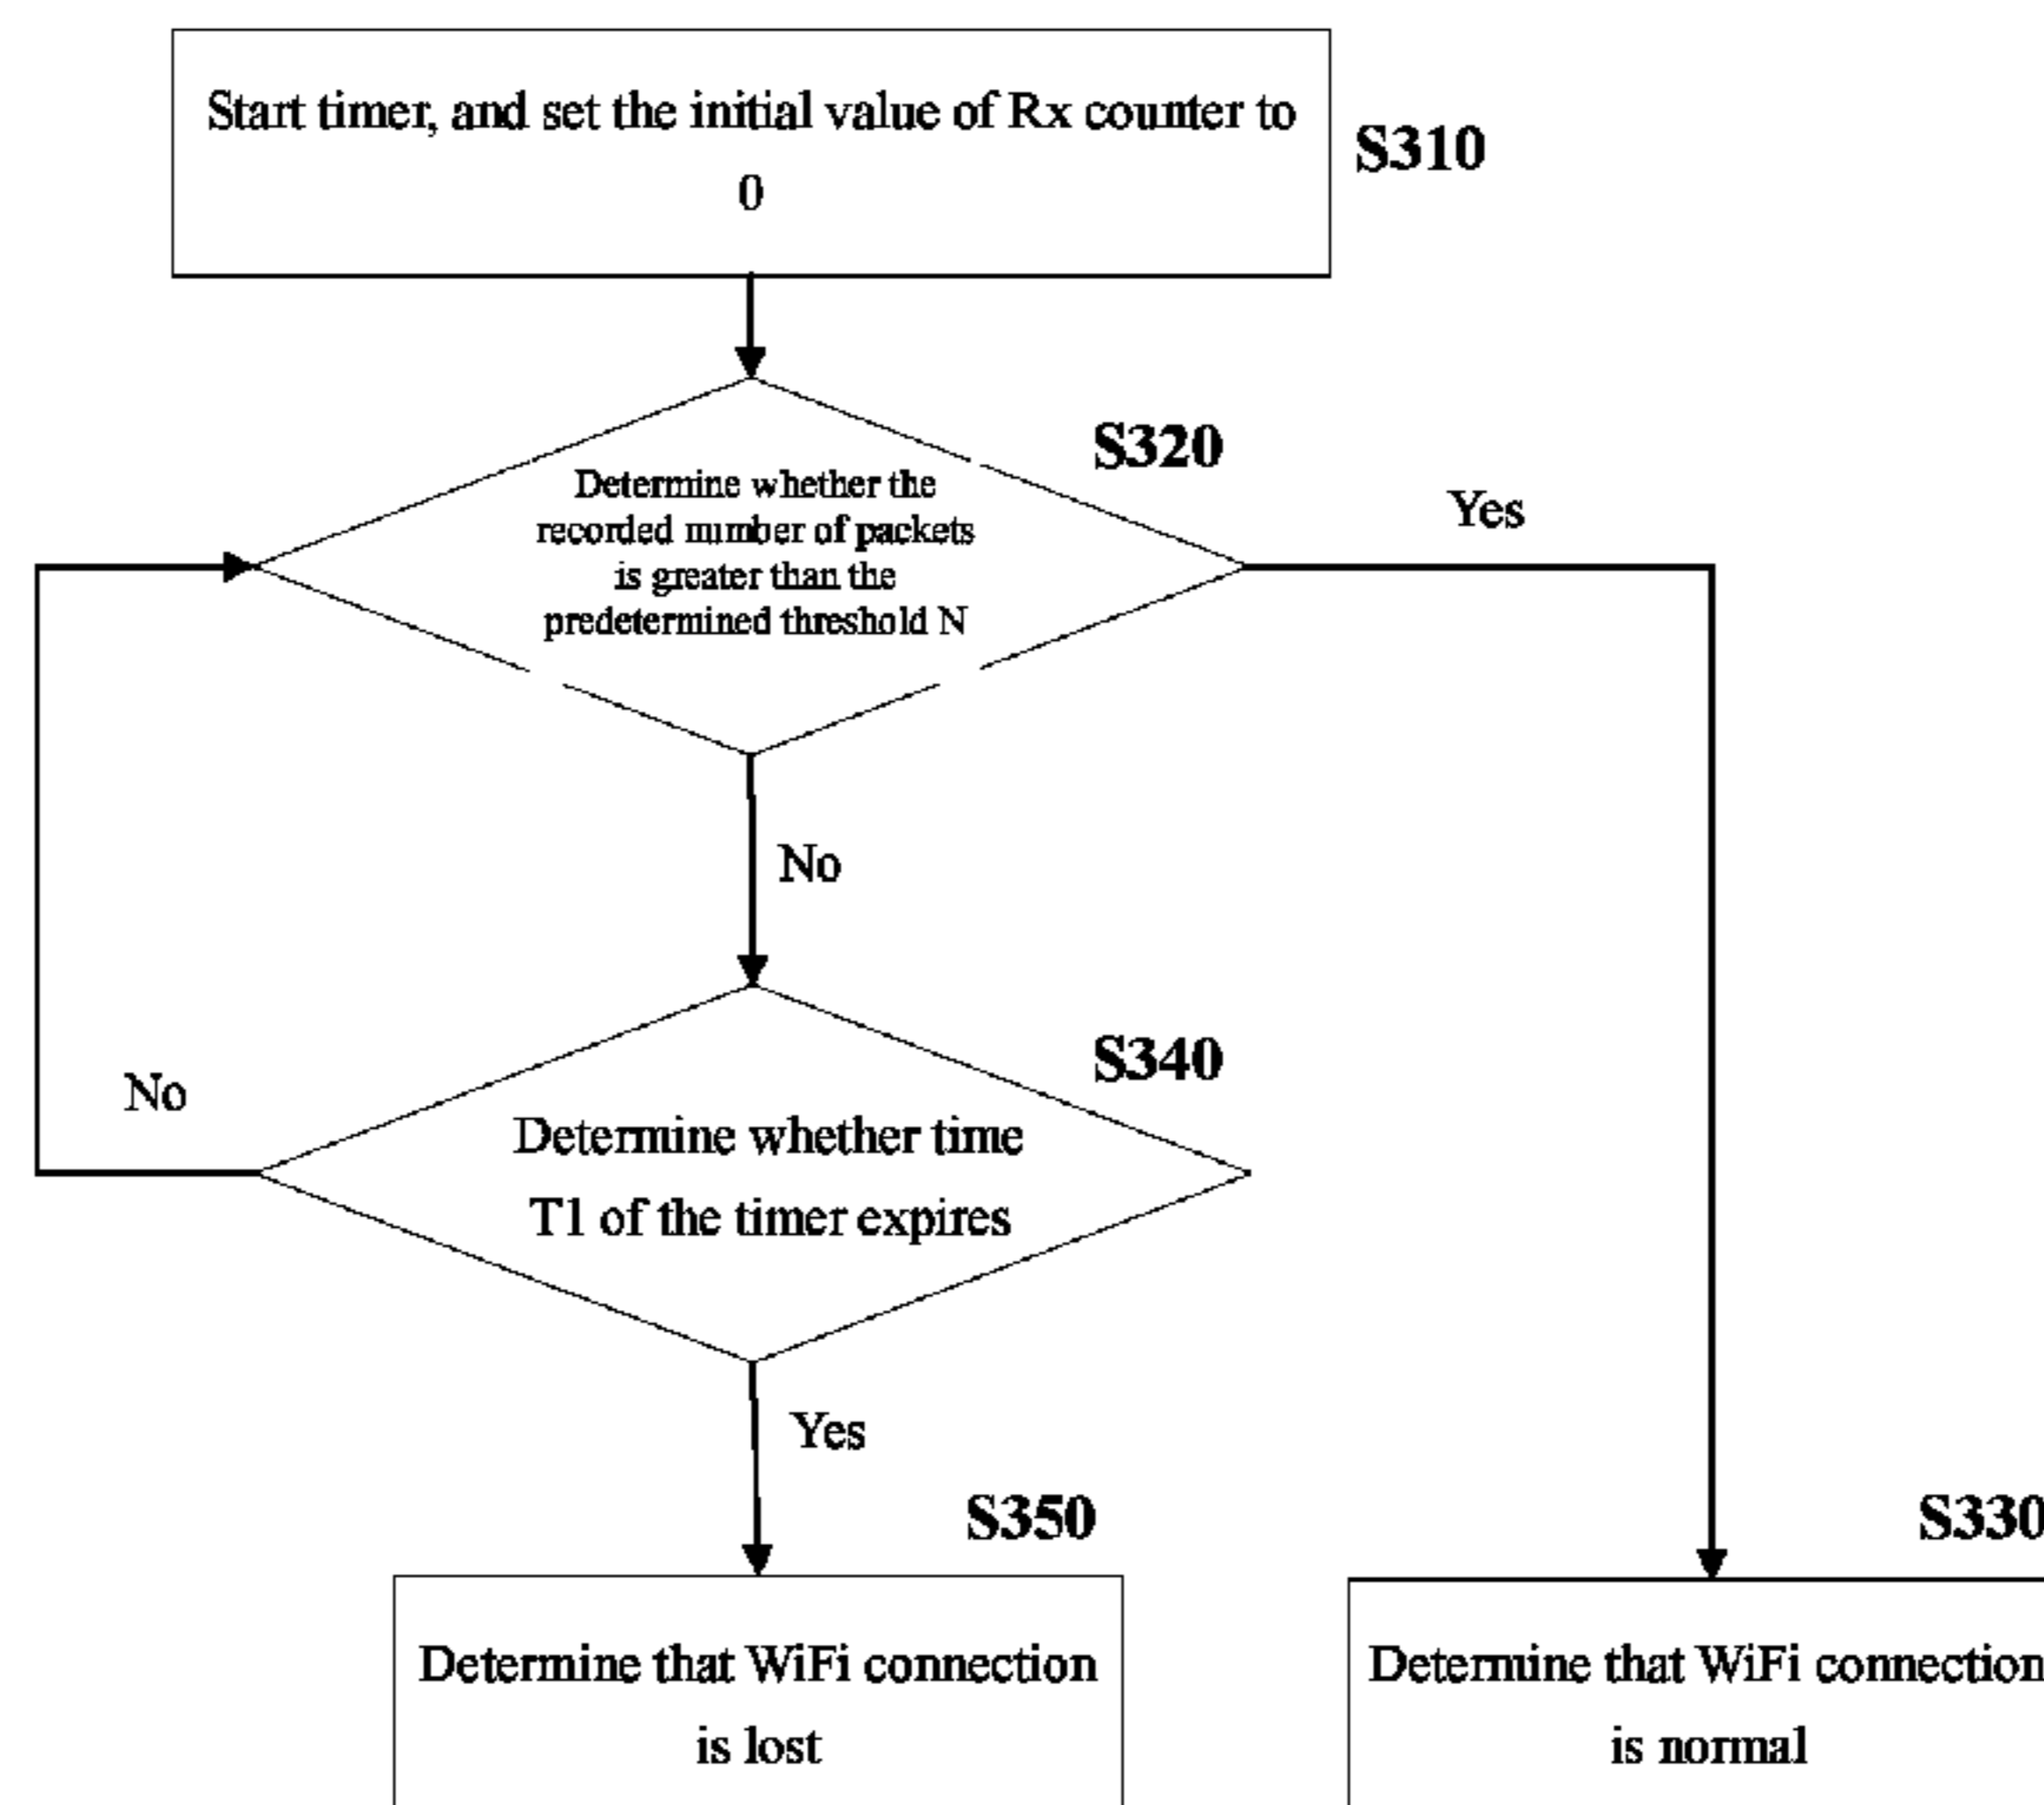 Start timer, and set the initial value of Rx counter to
0
S310
S320
Determine whether the
recorded number of packets
is greater than the
predetermined threshold N
Yes
No
S340
No
Determine whether time
T1 of the timer expires
Yes
S350
S330
Determine that WiFi connection
is lost
Determine that WiFi connection
is normal